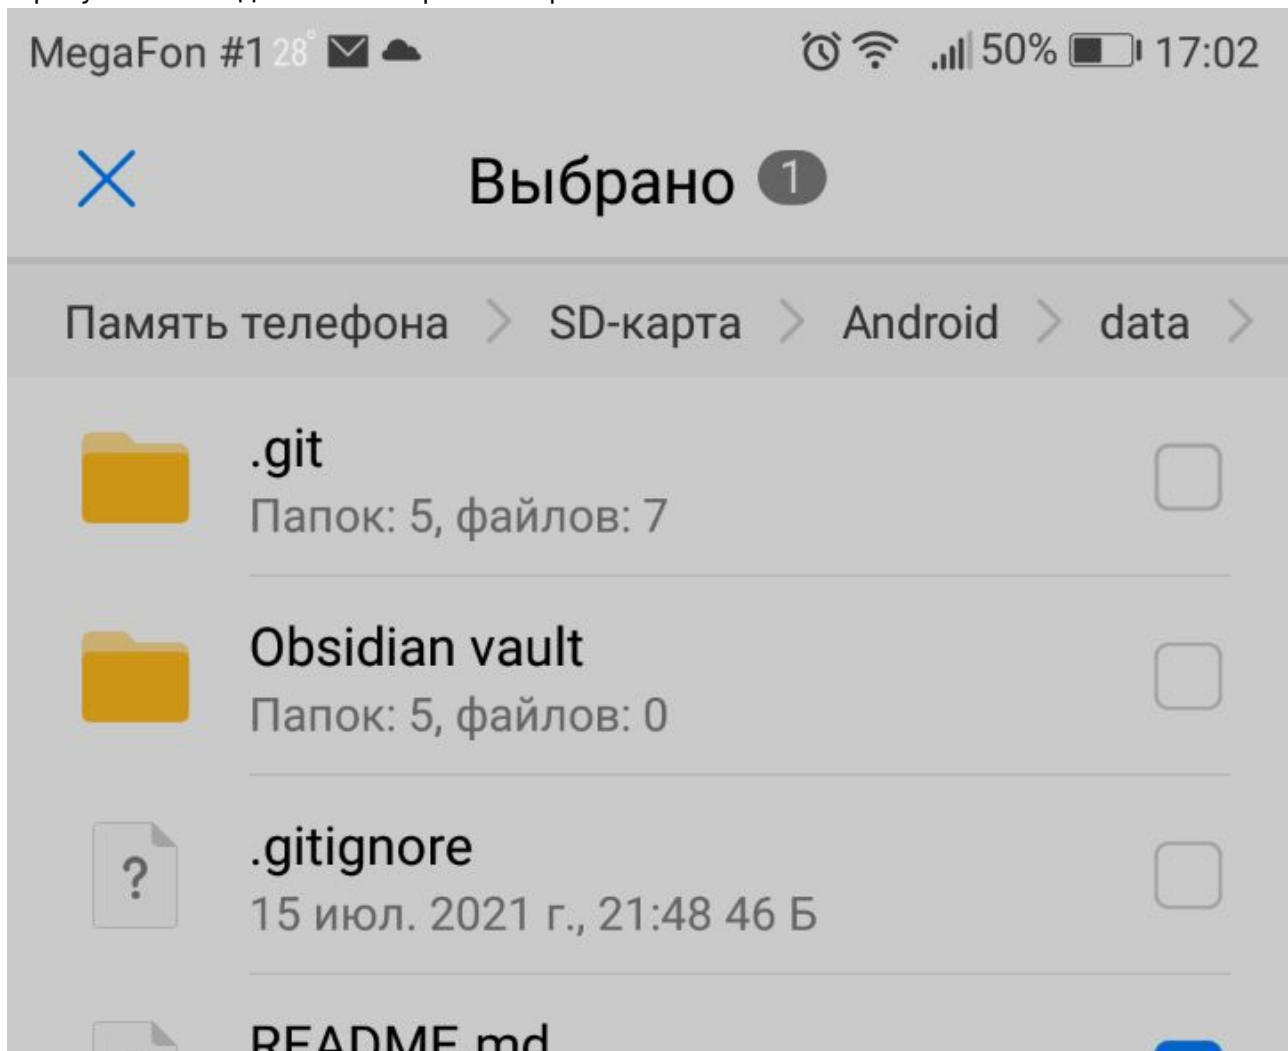 MegaFon #1 28° 50% 17:02
Выбрано 1
Память телефона > SD-карта > Android > data >
.git
Папок: 5, файлов: 7
Obsidian vault
Папок: 5, файлов: 0
?
.gitignore
15 июл. 2021 г., 21:48 46 Б
README.md